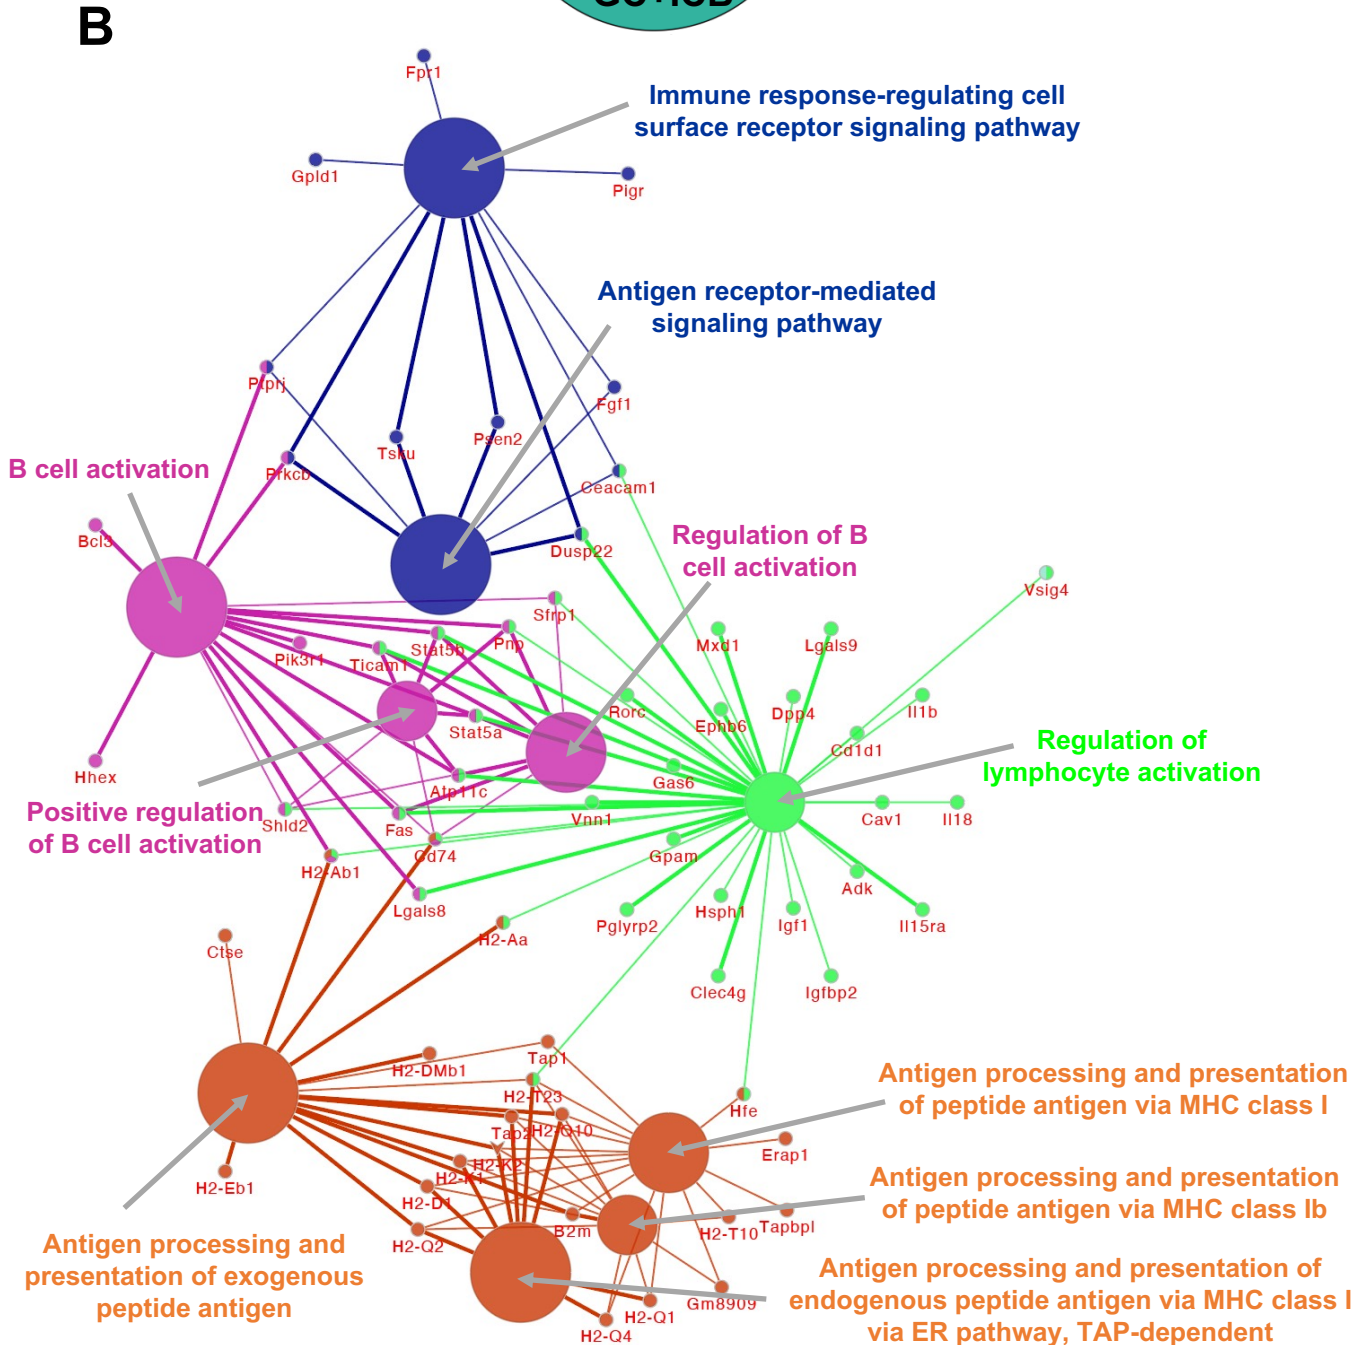 GC+ICB
B
Fpr1
Immune response-regulating cell
surface receptor signaling pathway
Gpld1
Pigr
Antigen receptor-mediated
signaling pathway
Ptprj
Fgf1
Tsku
Psen2
B cell activation
Prkcb
Ceacam1
Bcl3
Dusp22
Regulation of B
cell activation
Vsig4
Sfrp1
Pnp
Mxd1
Lgals9
Pik3r1
Ticam1
Stat5b
Rorc
Ephb6
Dpp4
Il1b
Stat5a
Cd1d1
Regulation of
lymphocyte activation
Hhex
Atp11c
Gas6
Positive regulation
of B cell activation
Shld2
Fas
Vnn1
Cav1
Il18
Cd74
Gpam
H2-Ab1
Adk
Lgals8
Pglyrp2
Hsph1
Igf1
Il15ra
H2-Aa
Ctse
Clec4g
Igfbp2
Tap1
H2-DMb1
H2-T23
Hfe
Antigen processing and presentation
of peptide antigen via MHC class I
Tap2
H2-Q10
Erap1
H2-K2
H2-K1
H2-Eb1
H2-D1
Antigen processing and presentation
of peptide antigen via MHC class Ib
B2m
H2-T10
Tapbpl
H2-Q2
Antigen processing and
presentation of exogenous
peptide antigen
Gm8909
H2-Q1
H2-Q4
Antigen processing and presentation of
endogenous peptide antigen via MHC class I
via ER pathway, TAP-dependent